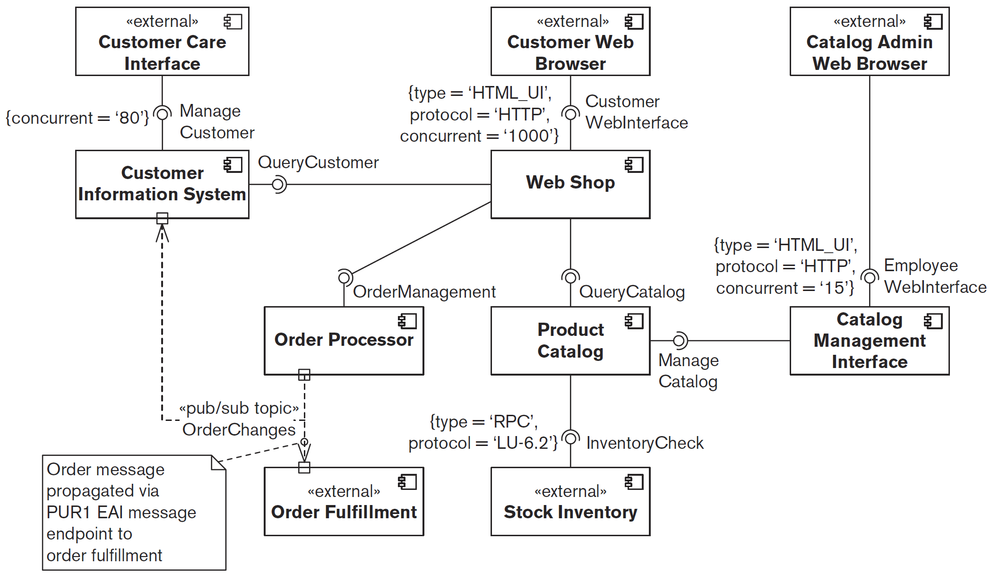 «external»
Customer Care
Interface
«external»
Customer Web
Browser
«external»
Catalog Admin
Web Browser
{concurrent = ‘80’}
Manage
Customer
{type = ‘HTML_UI’,
protocol = ‘HTTP’,
concurrent = ‘1000’}
Customer
WebInterface
Customer
Information System
QueryCustomer
Web Shop
{type = ‘HTML_UI’,
protocol = ‘HTTP’,
concurrent = ‘15’}
Employee
WebInterface
OrderManagement
QueryCatalog
Order Processor
Product
Catalog
Manage
Catalog
Catalog
Management
Interface
«pub/sub topic»
OrderChanges
{type = ‘RPC’,
protocol = ‘LU-6.2’}
InventoryCheck
Order message
propagated via
PUR1 EAI message
endpoint to
order fulfillment
«external»
Order Fulfillment
«external»
Stock Inventory